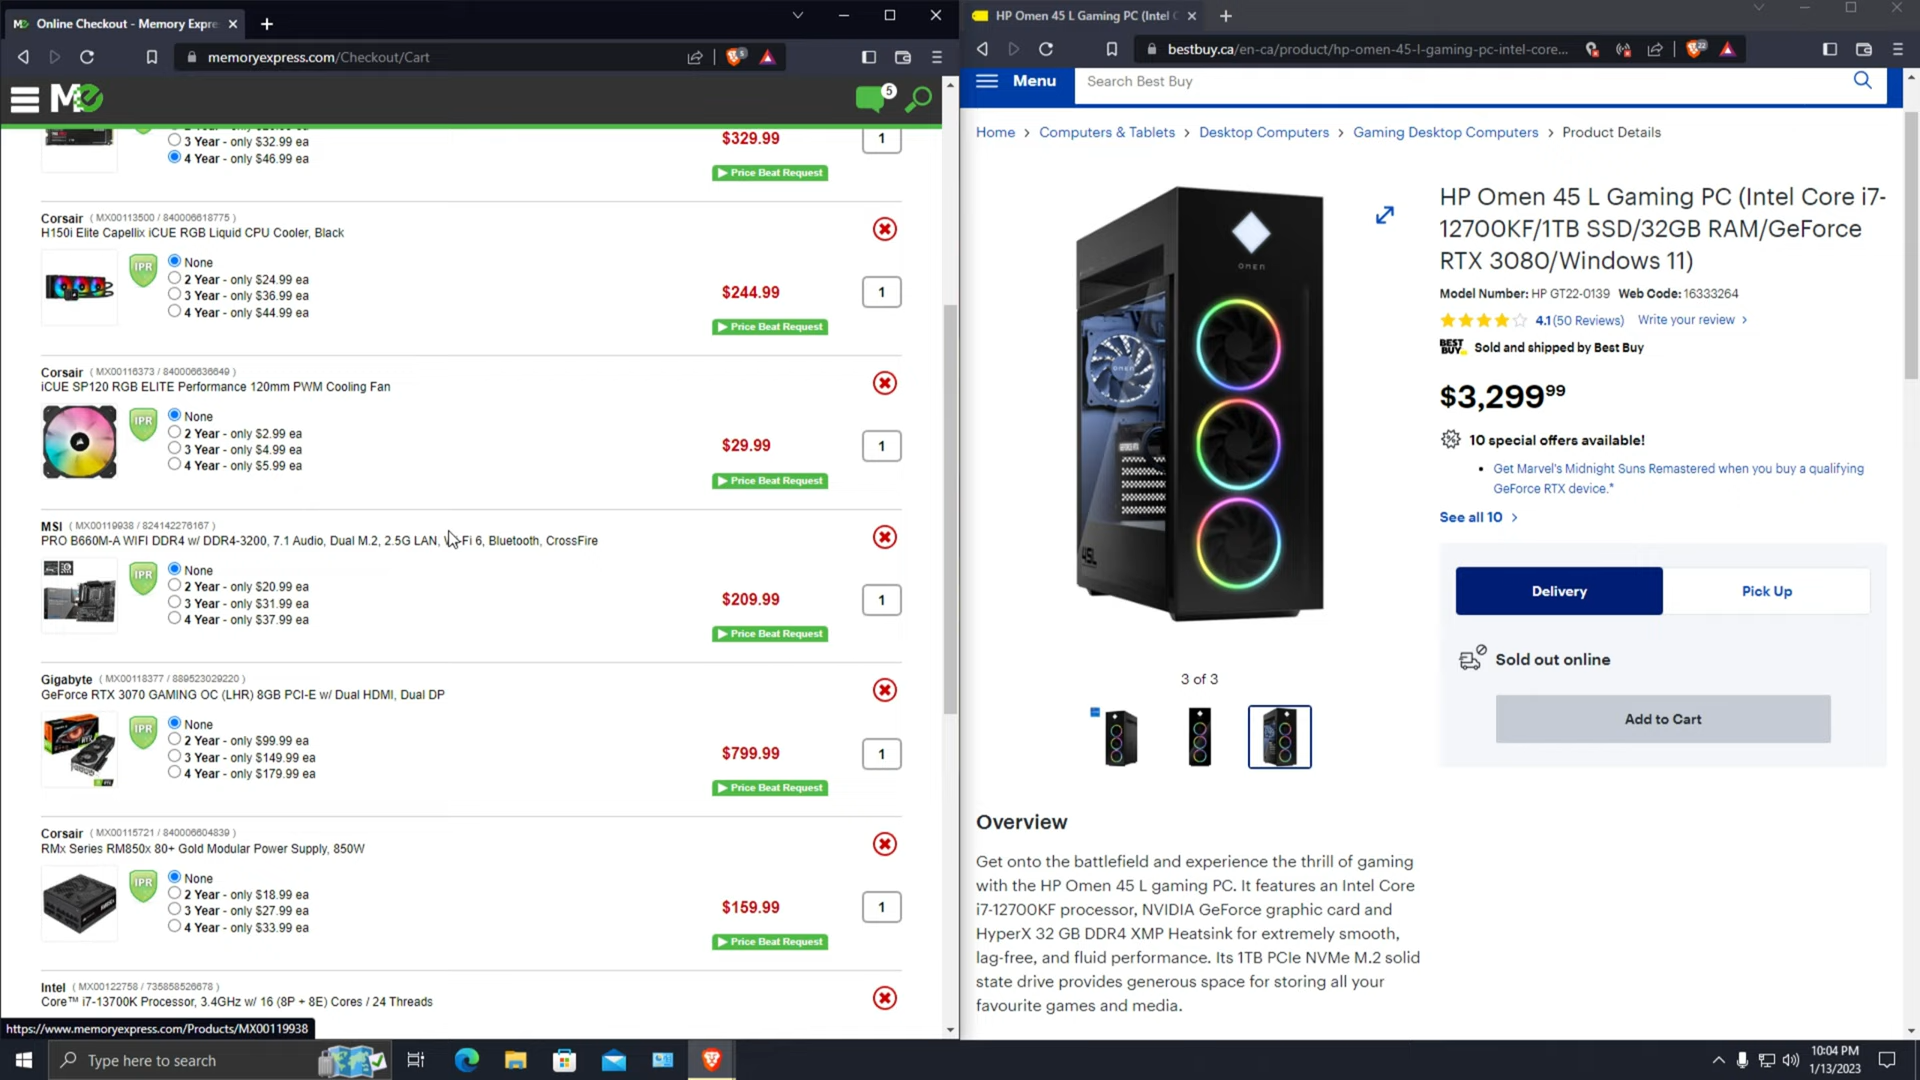 Online Checkout - Memory Expre
memoryexpress.com/Checkout/Cart
5
5
3 Year - only $32.99 ea
4 Year - only $46.99 ea
$329.99
1
Price Beat Request
Corsair ( MX00113500 / 840006618775 )
H150i Elite Capellix iCUE RGB Liquid CPU Cooler, Black
IPR
None
2 Year - only $24.99 ea
3 Year - only $36.99 ea
4 Year - only $44.99 ea
$244.99
1
Price Beat Request
Corsair ( MX00116373 / 840006636649 )
iCUE SP120 RGB ELITE Performance 120mm PWM Cooling Fan
IPR
None
2 Year - only $2.99 ea
3 Year - only $4.99 ea
4 Year - only $5.99 ea
$29.99
1
Price Beat Request
MSI ( MX00119938 / 824142276167 )
PRO B660M-A WIFI DDR4 w/ DDR4-3200, 7.1 Audio, Dual M.2, 2.5G LAN, Wi-Fi 6, Bluetooth, CrossFire
IPR
None
2 Year - only $20.99 ea
3 Year - only $31.99 ea
4 Year - only $37.99 ea
$209.99
1
Price Beat Request
Gigabyte ( MX00118377 / 889523029220 )
GeForce RTX 3070 GAMING OC (LHR) 8GB PCI-E w/ Dual HDMI, Dual DP
IPR
None
2 Year - only $99.99 ea
3 Year - only $149.99 ea
4 Year - only $179.99 ea
$799.99
1
Price Beat Request
Corsair ( MX00115721 / 840006604839 )
RMx Series RM850x 80+ Gold Modular Power Supply, 850W
IPR
None
2 Year - only $18.99 ea
3 Year - only $27.99 ea
4 Year - only $33.99 ea
$159.99
1
Price Beat Request
Intel ( MX00122758 / 735858526678 )
Core™ i7-13700K Processor, 3.4GHz w/ 16 (8P + 8E) Cores / 24 Threads
https://www.memoryexpress.com/Products/MX00119938
HP Omen 45 L Gaming PC (Intel C
bestbuy.ca/en-ca/product/hp-omen-45-l-gaming-pc-intel-core...
22
Menu
Search Best Buy
Home > Computers & Tablets > Desktop Computers > Gaming Desktop Computers > Product Details
OMEN
45L
3 of 3
HP Omen 45 L Gaming PC (Intel Core i7-
12700KF/1TB SSD/32GB RAM/GeForce
RTX 3080/Windows 11)
Model Number: HP GT22-0139 Web Code: 16333264
4.1 (50 Reviews) Write your review >
BEST BUY Sold and shipped by Best Buy
$3,299.99
10 special offers available!
• Get Marvel's Midnight Suns Remastered when you buy a qualifying
GeForce RTX device.*
See all 10 >
Delivery
Pick Up
Sold out online
Add to Cart
Overview
Get onto the battlefield and experience the thrill of gaming
with the HP Omen 45 L gaming PC. It features an Intel Core
i7-12700KF processor, NVIDIA GeForce graphic card and
HyperX 32 GB DDR4 XMP Heatsink for extremely smooth,
lag-free, and fluid performance. Its 1TB PCIe NVMe M.2 solid
state drive provides generous space for storing all your
favourite games and media.
Type here to search
10:04 PM
1/13/2023